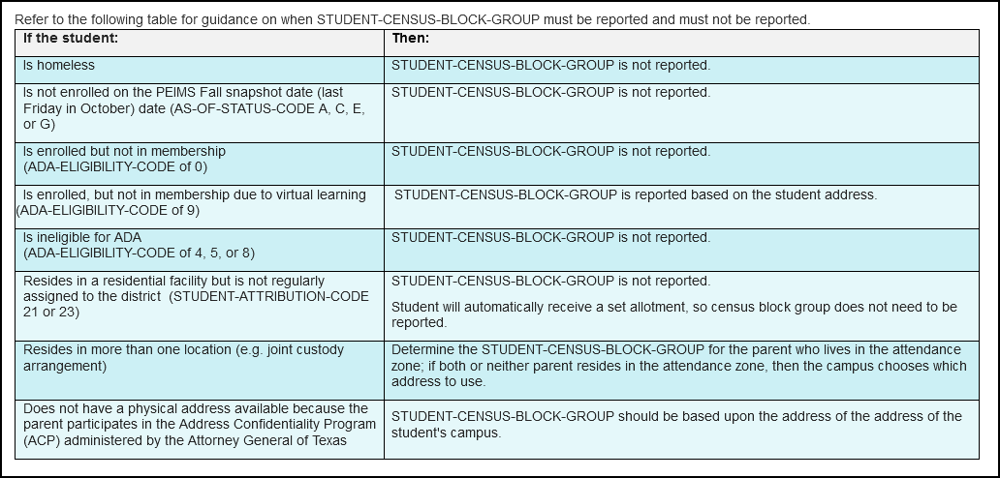 Refer to the following table for guidance on when STUDENT-CENSUS-BLOCK-GROUP must be reported and must not be reported.
If the student:
Then:
Is homeless
STUDENT-CENSUS-BLOCK-GROUP is not reported.
Is not enrolled on the PEIMS Fall snapshot date (last
Friday in October) date (AS-OF-STATUS-CODE A, C, E,
or G)
STUDENT-CENSUS-BLOCK-GROUP is not reported.
Is enrolled but not in membership
(ADA-ELIGIBILITY-CODE of 0)
STUDENT-CENSUS-BLOCK-GROUP is not reported.
Is enrolled, but not in membership due to virtual learning
(ADA-ELIGIBILITY-CODE of 9)
STUDENT-CENSUS-BLOCK-GROUP is reported based on the student address.
Is ineligible for ADA
(ADA-ELIGIBILITY-CODE of 4, 5, or 8)
STUDENT-CENSUS-BLOCK-GROUP is not reported.
Resides in a residential facility but is not regularly
assigned to the district (STUDENT-ATTRIBUTION-CODE
21 or 23)
STUDENT-CENSUS-BLOCK-GROUP is not reported.
Student will automatically receive a set allotment, so census block group does not need to be
reported.
Resides in more than one location (e.g. joint custody
arrangement)
Determine the STUDENT-CENSUS-BLOCK-GROUP for the parent who lives in the attendance
zone; if both or neither parent resides in the attendance zone, then the campus chooses which
address to use.
Does not have a physical address available because the
parent participates in the Address Confidentiality Program
(ACP) administered by the Attorney General of Texas
STUDENT-CENSUS-BLOCK-GROUP should be based upon the address of the address of the
student's campus.